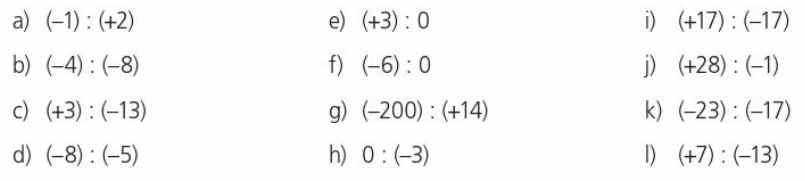 a) (–1) : (+2)
b) (–4) : (–8)
c) (+3) : (–13)
d) (–8) : (–5)
e) (+3) : 0
f) (–6) : 0
g) (–200) : (+14)
h) 0 : (–3)
i) (+17) : (–17)
j) (+28) : (–1)
k) (–23) : (–17)
l) (+7) : (–13)